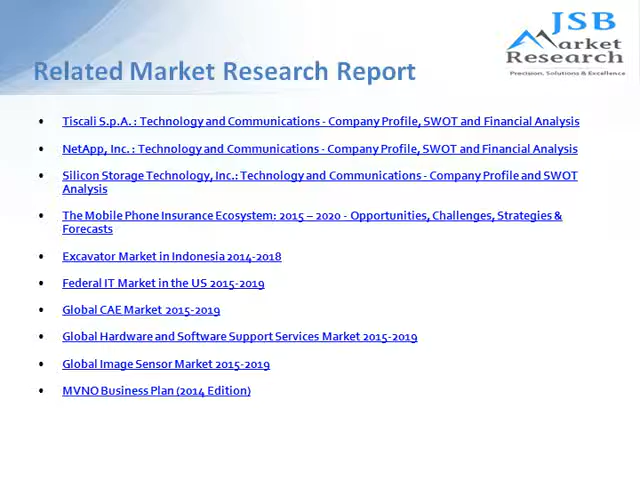 JSB
Market
Research
Precision, Solutions & Excellence
Related Market Research Report
• Tiscali S.p.A. : Technology and Communications - Company Profile, SWOT and Financial Analysis
• NetApp, Inc. : Technology and Communications - Company Profile, SWOT and Financial Analysis
• Silicon Storage Technology, Inc.: Technology and Communications - Company Profile and SWOT
Analysis
• The Mobile Phone Insurance Ecosystem: 2015 – 2020 - Opportunities, Challenges, Strategies &
Forecasts
• Excavator Market in Indonesia 2014-2018
• Federal IT Market in the US 2015-2019
• Global CAE Market 2015-2019
• Global Hardware and Software Support Services Market 2015-2019
• Global Image Sensor Market 2015-2019
• MVNO Business Plan (2014 Edition)